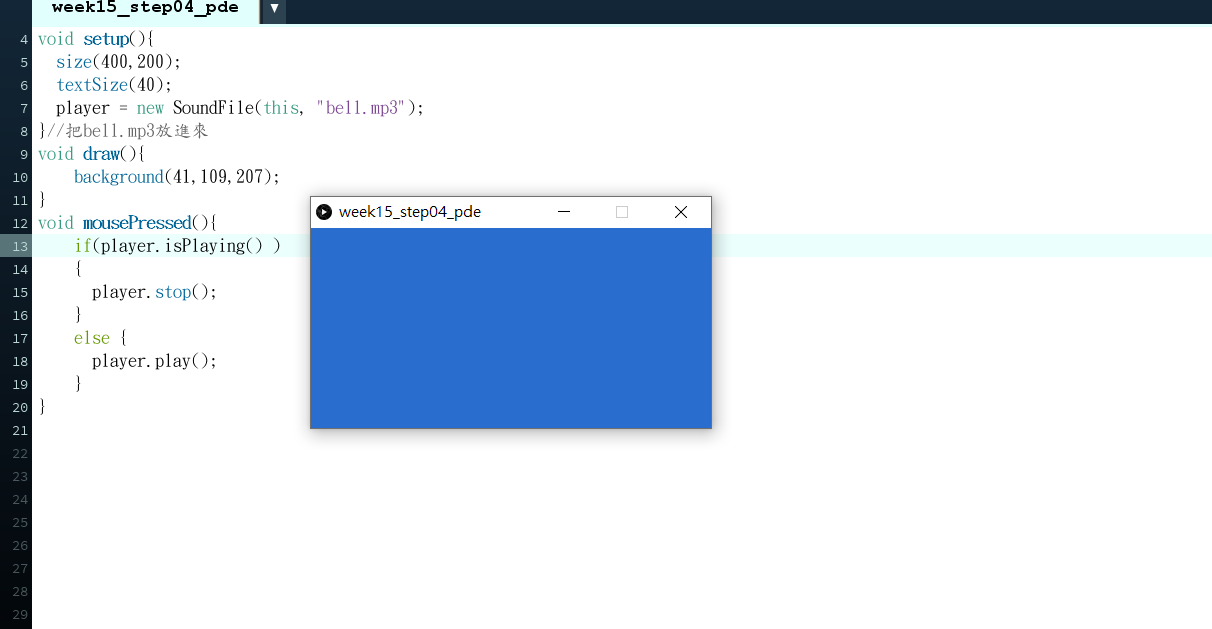 week15_step04_pde ▼
4 void setup(){
5   size(400,200);
6   textSize(40);
7   player = new SoundFile(this, "bell.mp3");
8 }//把bell.mp3放進來
9 void draw(){
10     background(41,109,207);
11 }
12 void mousePressed(){
13     if(player.isPlaying() )
14     {
15       player.stop();
16     }
17     else {
18       player.play();
19     }
20 }
21
22
23
24
25
26
27
28
29
week15_step04_pde